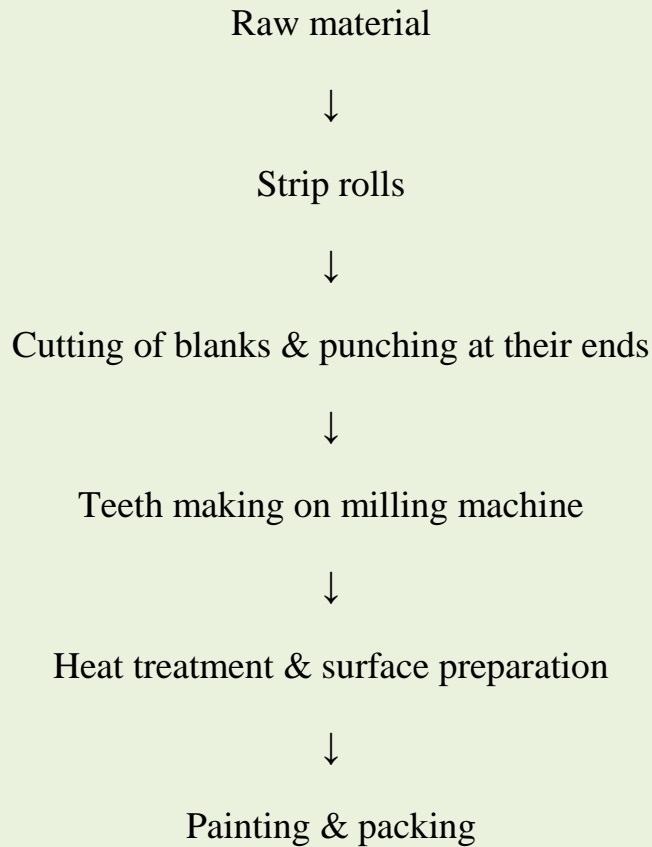 Raw material
↓
Strip rolls
↓
Cutting of blanks & punching at their ends
↓
Teeth making on milling machine
↓
Heat treatment & surface preparation
↓
Painting & packing